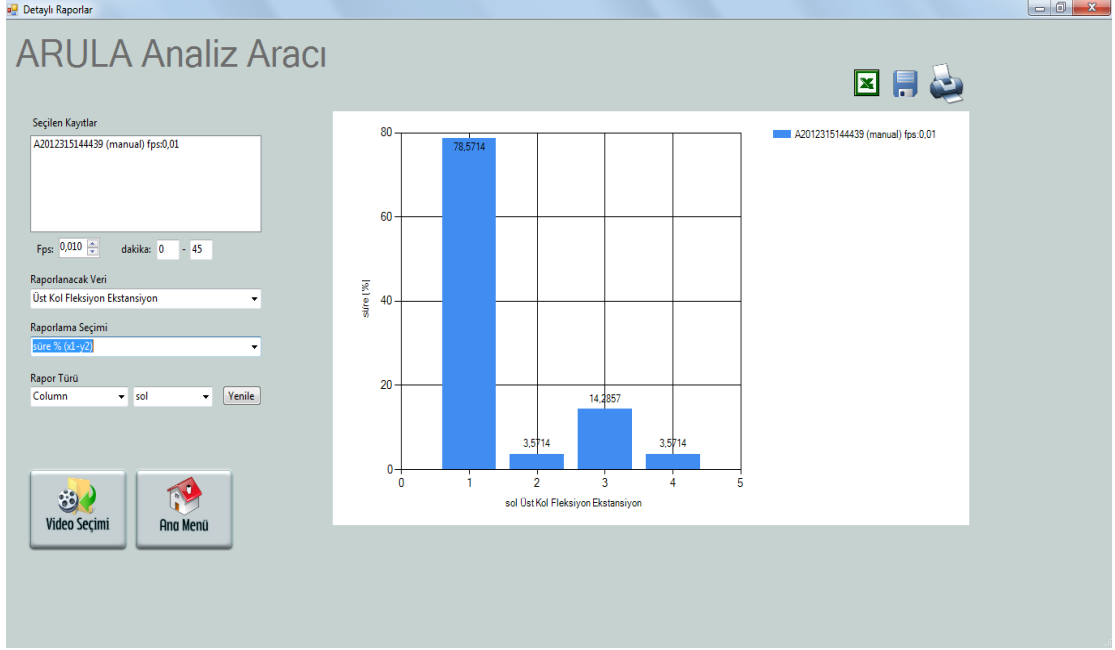 Detaylı Raporlar
ARULA Analiz Aracı
Seçilen Kayıtlar
A2012315144439 (manual) fps:0,01
Fps: 0,010 dakika: 0 - 45
Raporlanacak Veri
Üst Kol Fleksiyon Ekstansiyon
Raporlama Seçimi
süre % (x1-y2)
Rapor Türü
Column sol Yenile
Video Seçimi Ana Menü
A2012315144439 (manual) fps:0,01
80
60
40
20
0
süre [%]
78,5714
3,5714
14,2857
3,5714
0 1 2 3 4 5
sol Üst Kol Fleksiyon Ekstansiyon